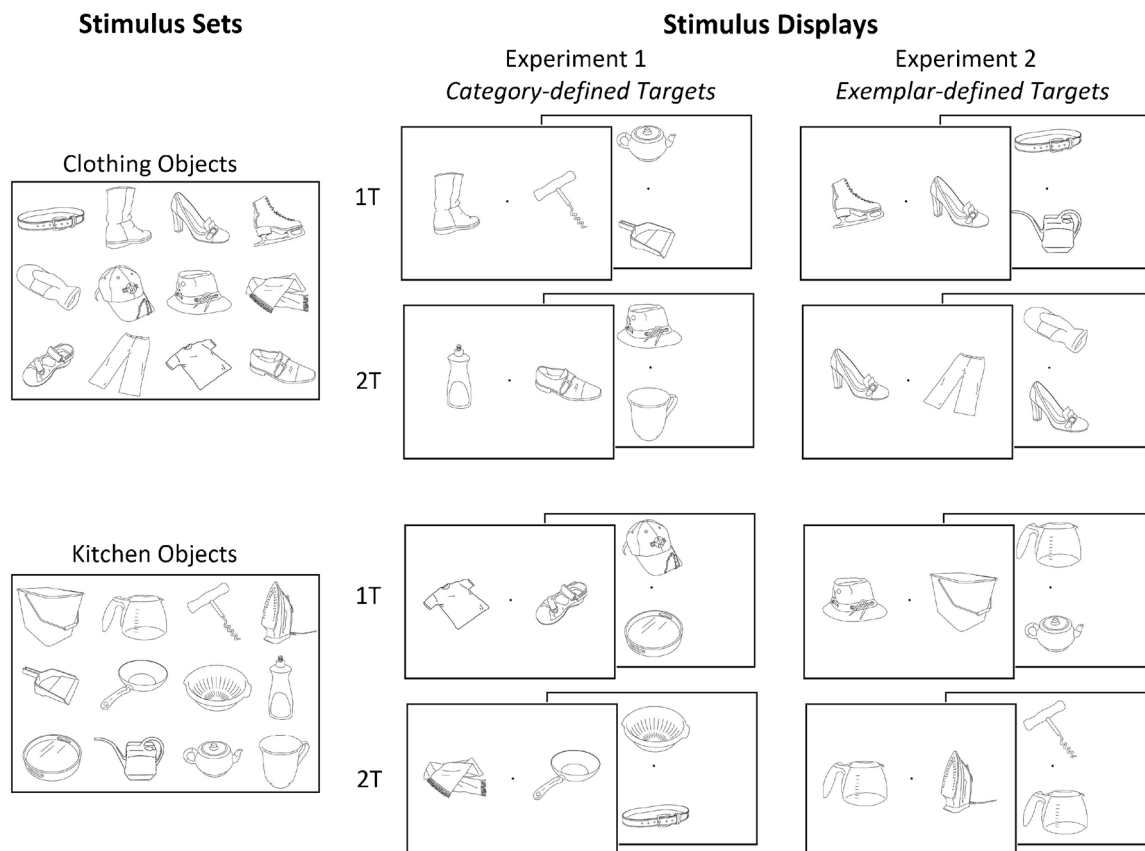 Stimulus Sets
Stimulus Displays
Experiment 1
Category-defined Targets
Experiment 2
Exemplar-defined Targets
Clothing Objects
1T
2T
Kitchen Objects
1T
2T